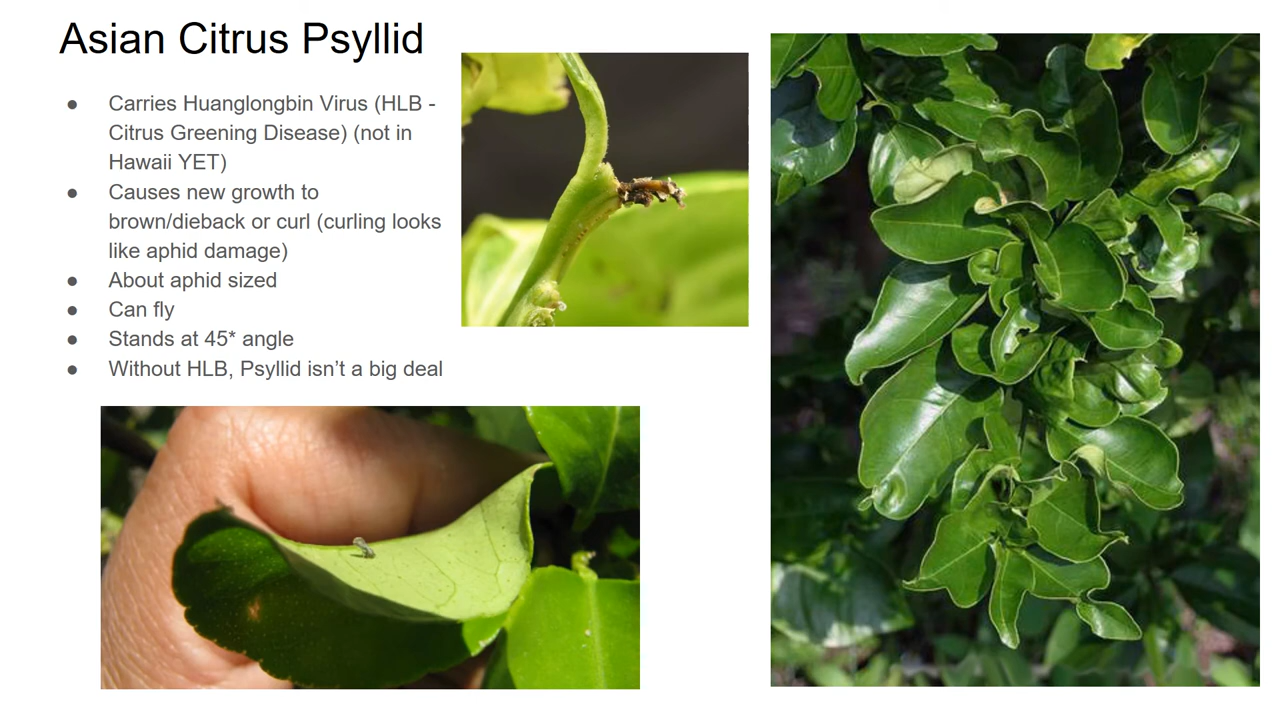 Asian Citrus Psyllid
● Carries Huanglongbin Virus (HLB -
Citrus Greening Disease) (not in
Hawaii YET)
● Causes new growth to
brown/dieback or curl (curling looks
like aphid damage)
● About aphid sized
● Can fly
● Stands at 45* angle
● Without HLB, Psyllid isn’t a big deal